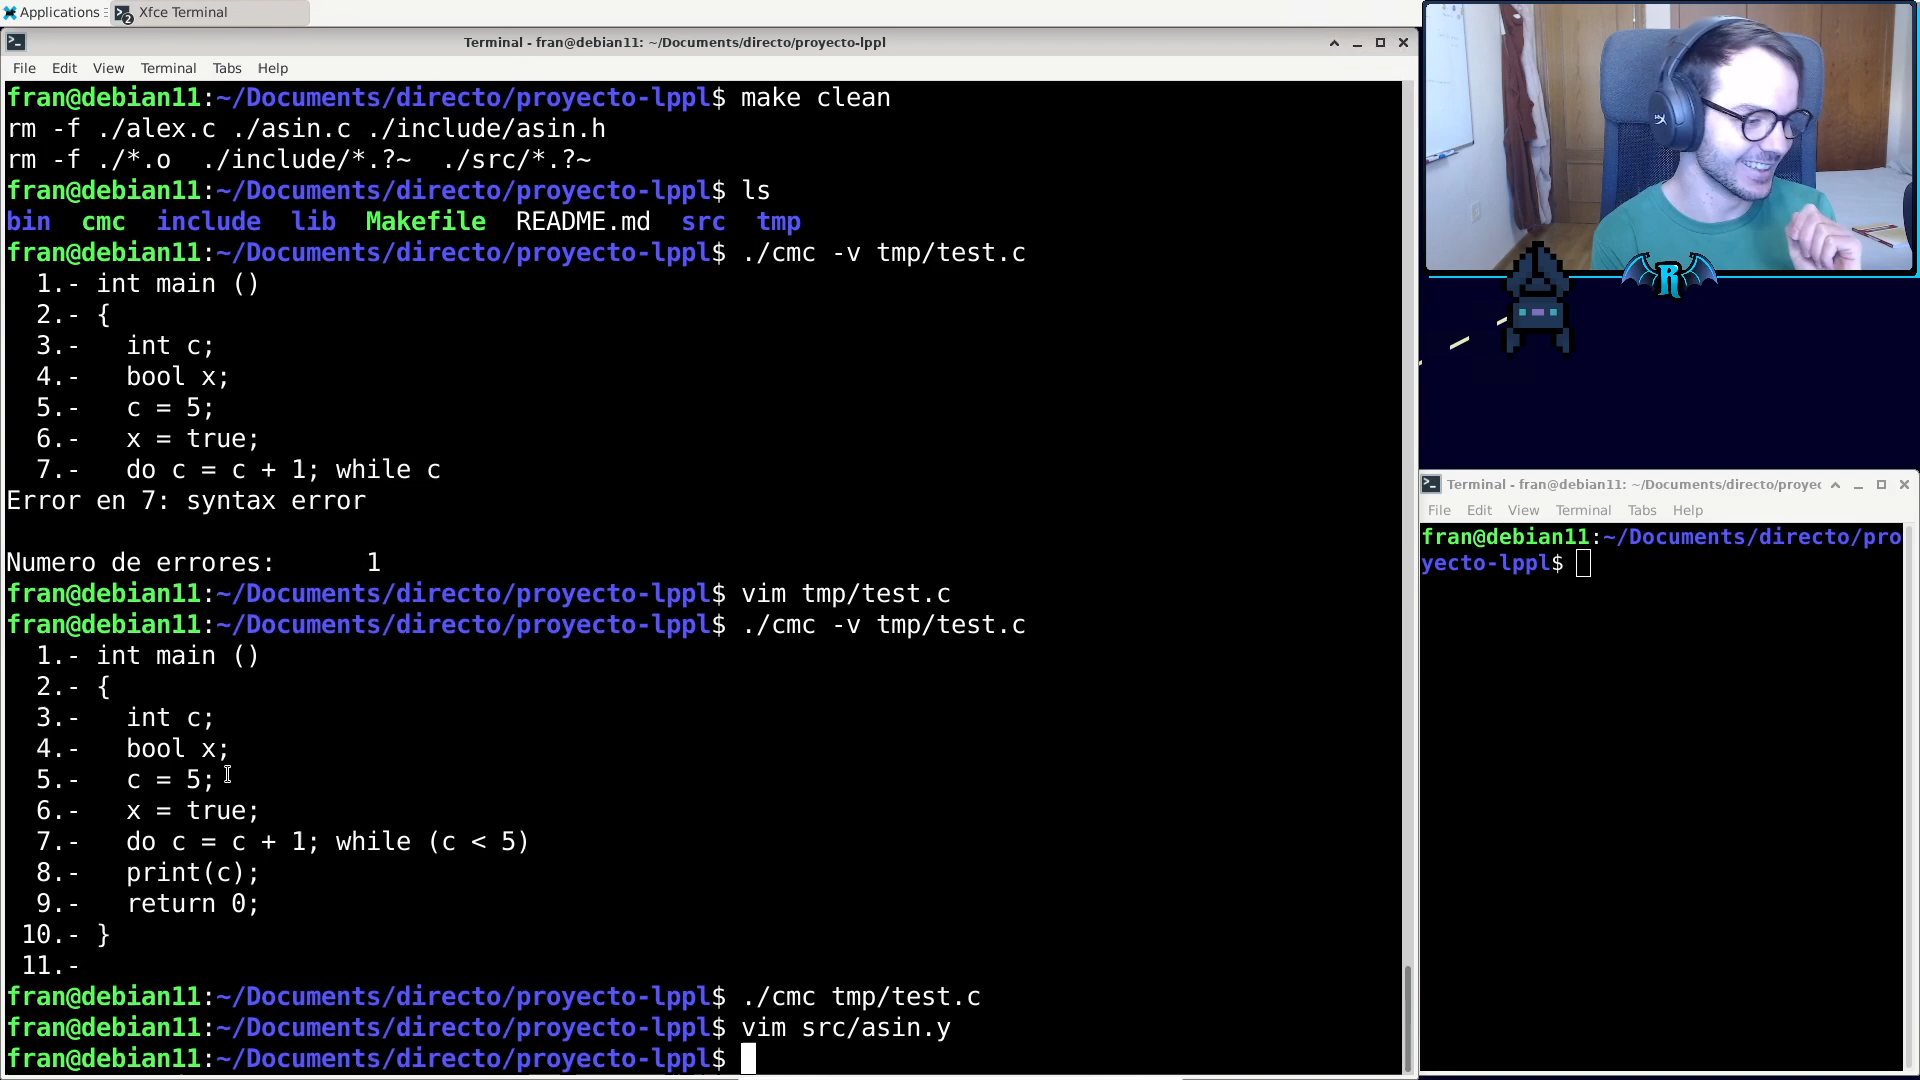 Applications
Xfce Terminal
Terminal - fran@debian11: ~/Documents/directo/proyecto-lppl
File Edit View Terminal Tabs Help
fran@debian11:~/Documents/directo/proyecto-lppl$ make clean
rm -f ./alex.c ./asin.c ./include/asin.h
rm -f ./*.o  ./include/*.?~  ./src/*.?~
fran@debian11:~/Documents/directo/proyecto-lppl$ ls
bin  cmc  include  lib  Makefile  README.md  src  tmp
fran@debian11:~/Documents/directo/proyecto-lppl$ ./cmc -v tmp/test.c
  1.- int main ()
  2.- {
  3.-   int c;
  4.-   bool x;
  5.-   c = 5;
  6.-   x = true;
  7.-   do c = c + 1; while c
Error en 7: syntax error
Numero de errores:      1
fran@debian11:~/Documents/directo/proyecto-lppl$ vim tmp/test.c
fran@debian11:~/Documents/directo/proyecto-lppl$ ./cmc -v tmp/test.c
  1.- int main ()
  2.- {
  3.-   int c;
  4.-   bool x;
  5.-   c = 5;
  6.-   x = true;
  7.-   do c = c + 1; while (c < 5)
  8.-   print(c);
  9.-   return 0;
 10.- }
 11.-
fran@debian11:~/Documents/directo/proyecto-lppl$ ./cmc tmp/test.c
fran@debian11:~/Documents/directo/proyecto-lppl$ vim src/asin.y
fran@debian11:~/Documents/directo/proyecto-lppl$
R
Terminal - fran@debian11: ~/Documents/directo/proyec
File Edit View Terminal Tabs Help
fran@debian11:~/Documents/directo/pro
yecto-lppl$